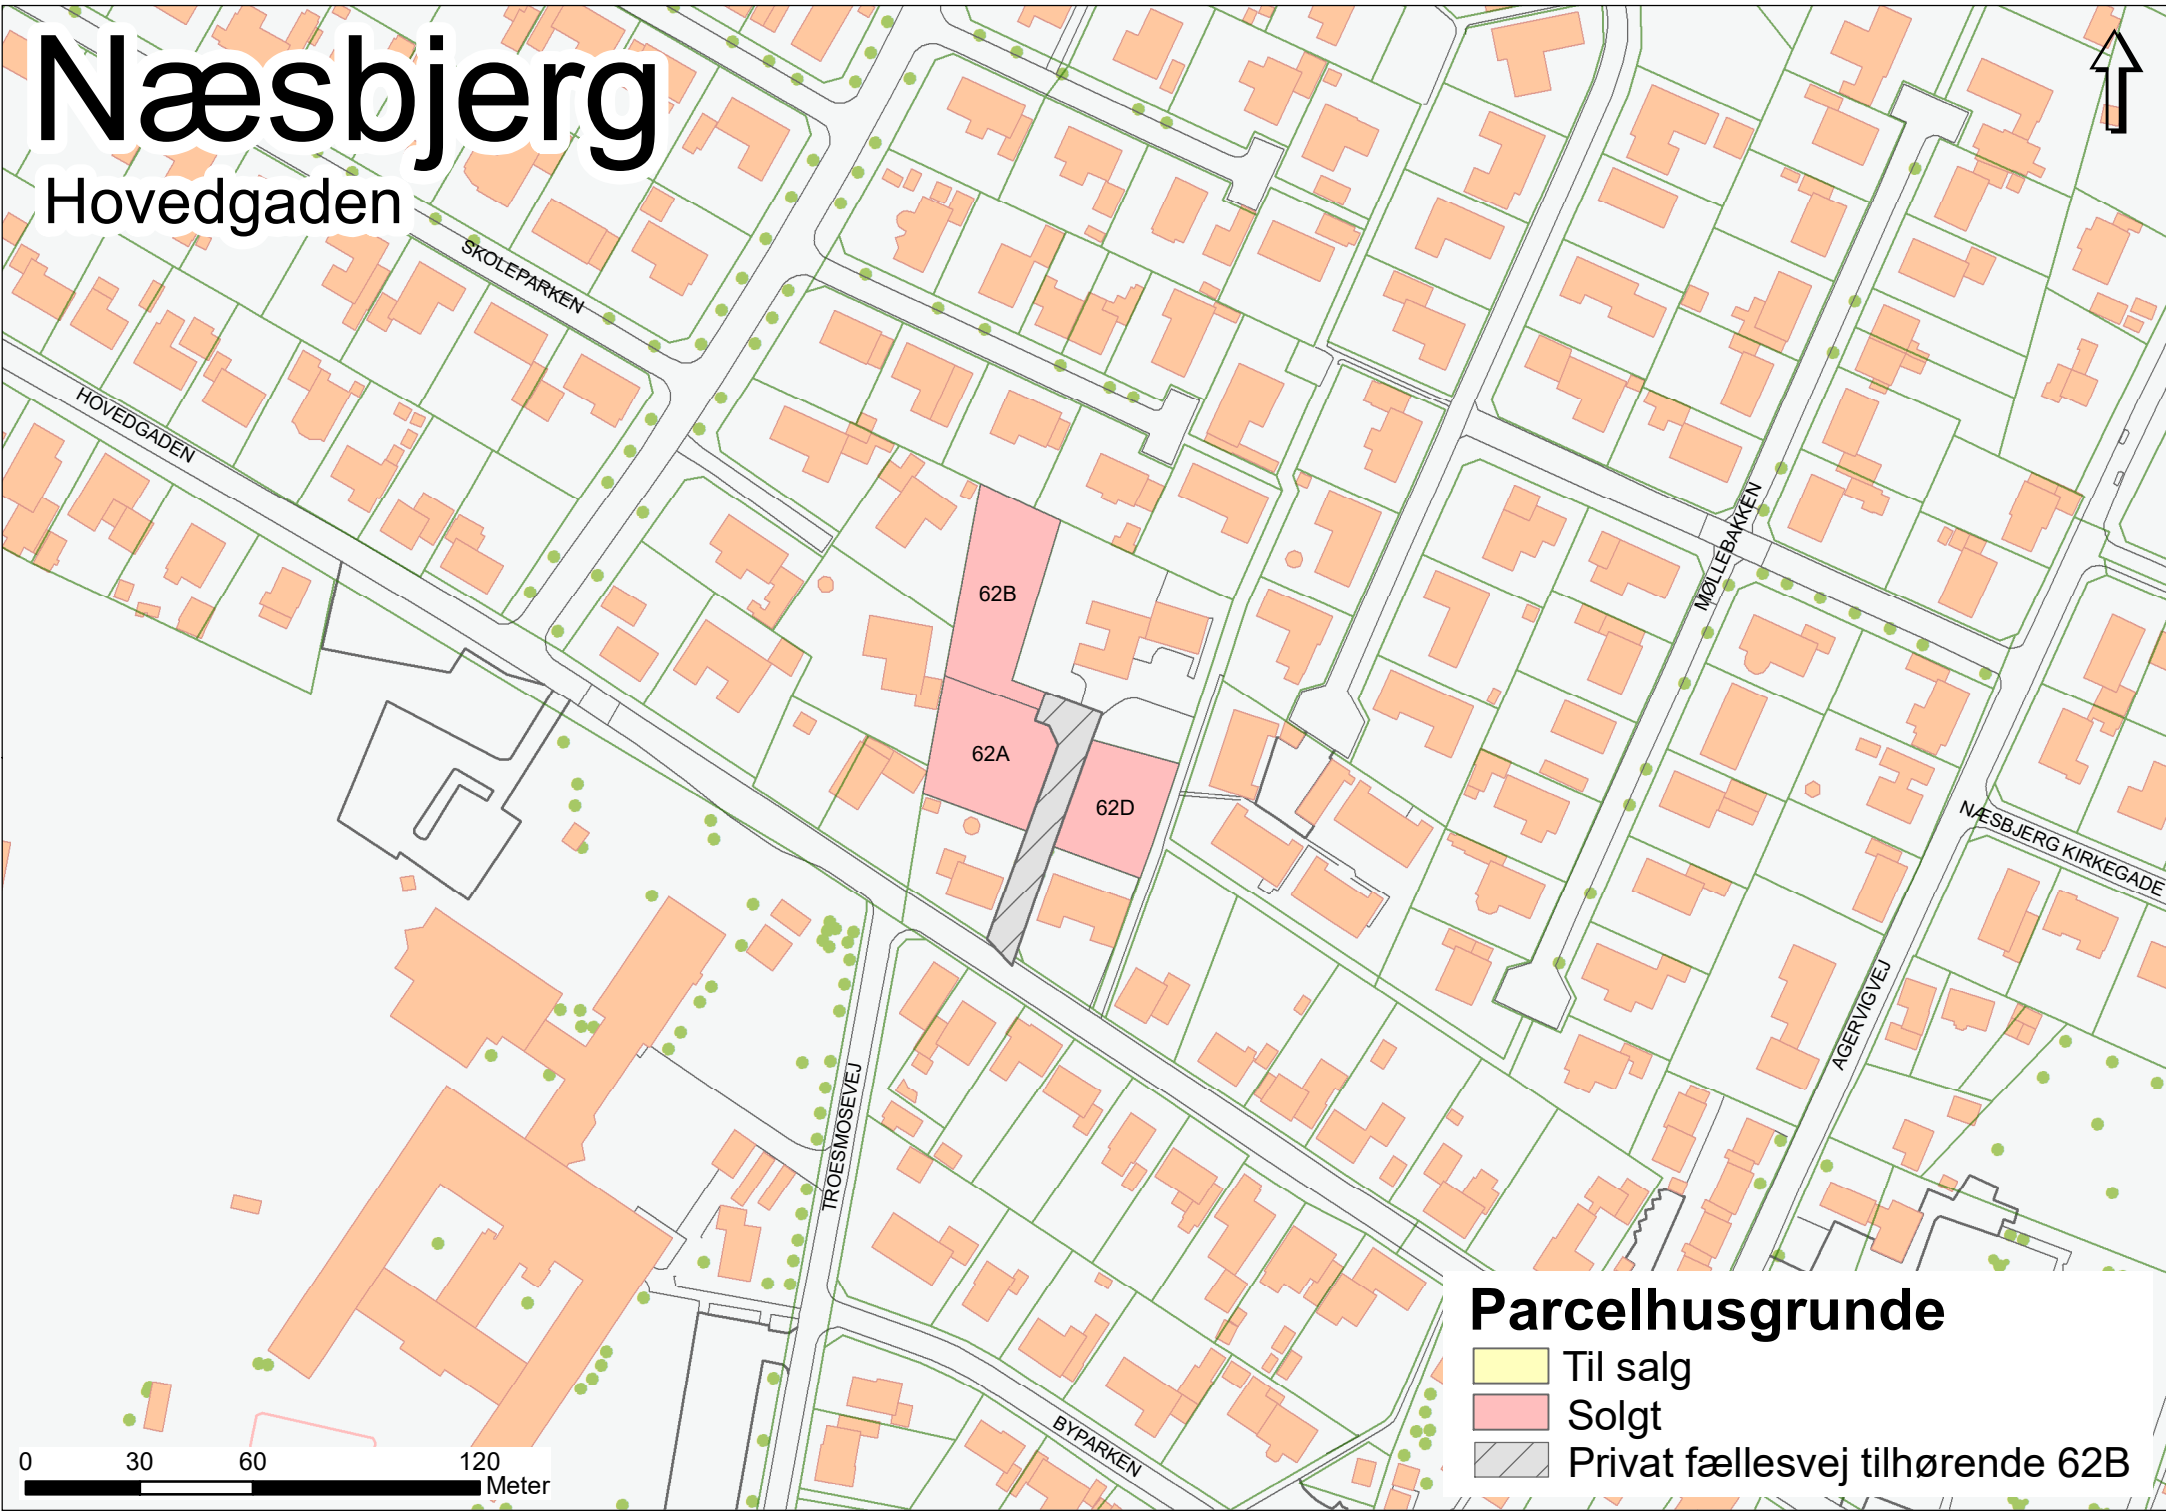 Næsbjerg
Hovedgaden
SKOLEPARKEN
HOVEDGADEN
MØLLEBAKKEN
62B
62A
62D
NÆSBJERG KIRKEGADE
AGERVIGVEJ
TROESMOSEVEJ
BYPARKEN
Parcelhusgrunde
Til salg
Solgt
Privat fællesvej tilhørende 62B
0 30 60 120
Meter